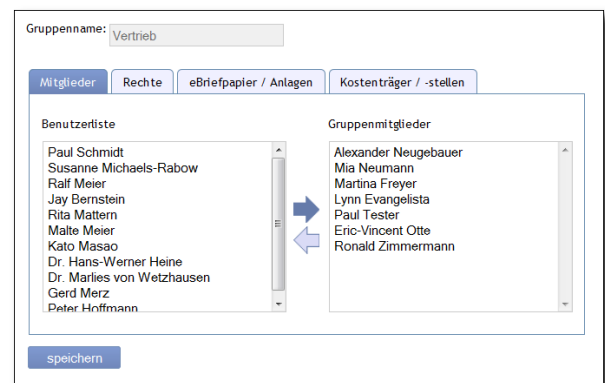 Gruppenname: Vertrieb
Mitglieder Rechte eBriefpapier / Anlagen Kostenträger / -stellen
Benutzerliste
Paul Schmidt
Susanne Michaels-Rabow
Ralf Meier
Jay Bernstein
Rita Mattern
Malte Meier
Kato Masao
Dr. Hans-Werner Heine
Dr. Marlies von Wetzhausen
Gerd Merz
Peter Hoffmann
Gruppenmitglieder
Alexander Neugebauer
Mia Neumann
Martina Freyer
Lynn Evangelista
Paul Tester
Eric-Vincent Otte
Ronald Zimmermann
speichern